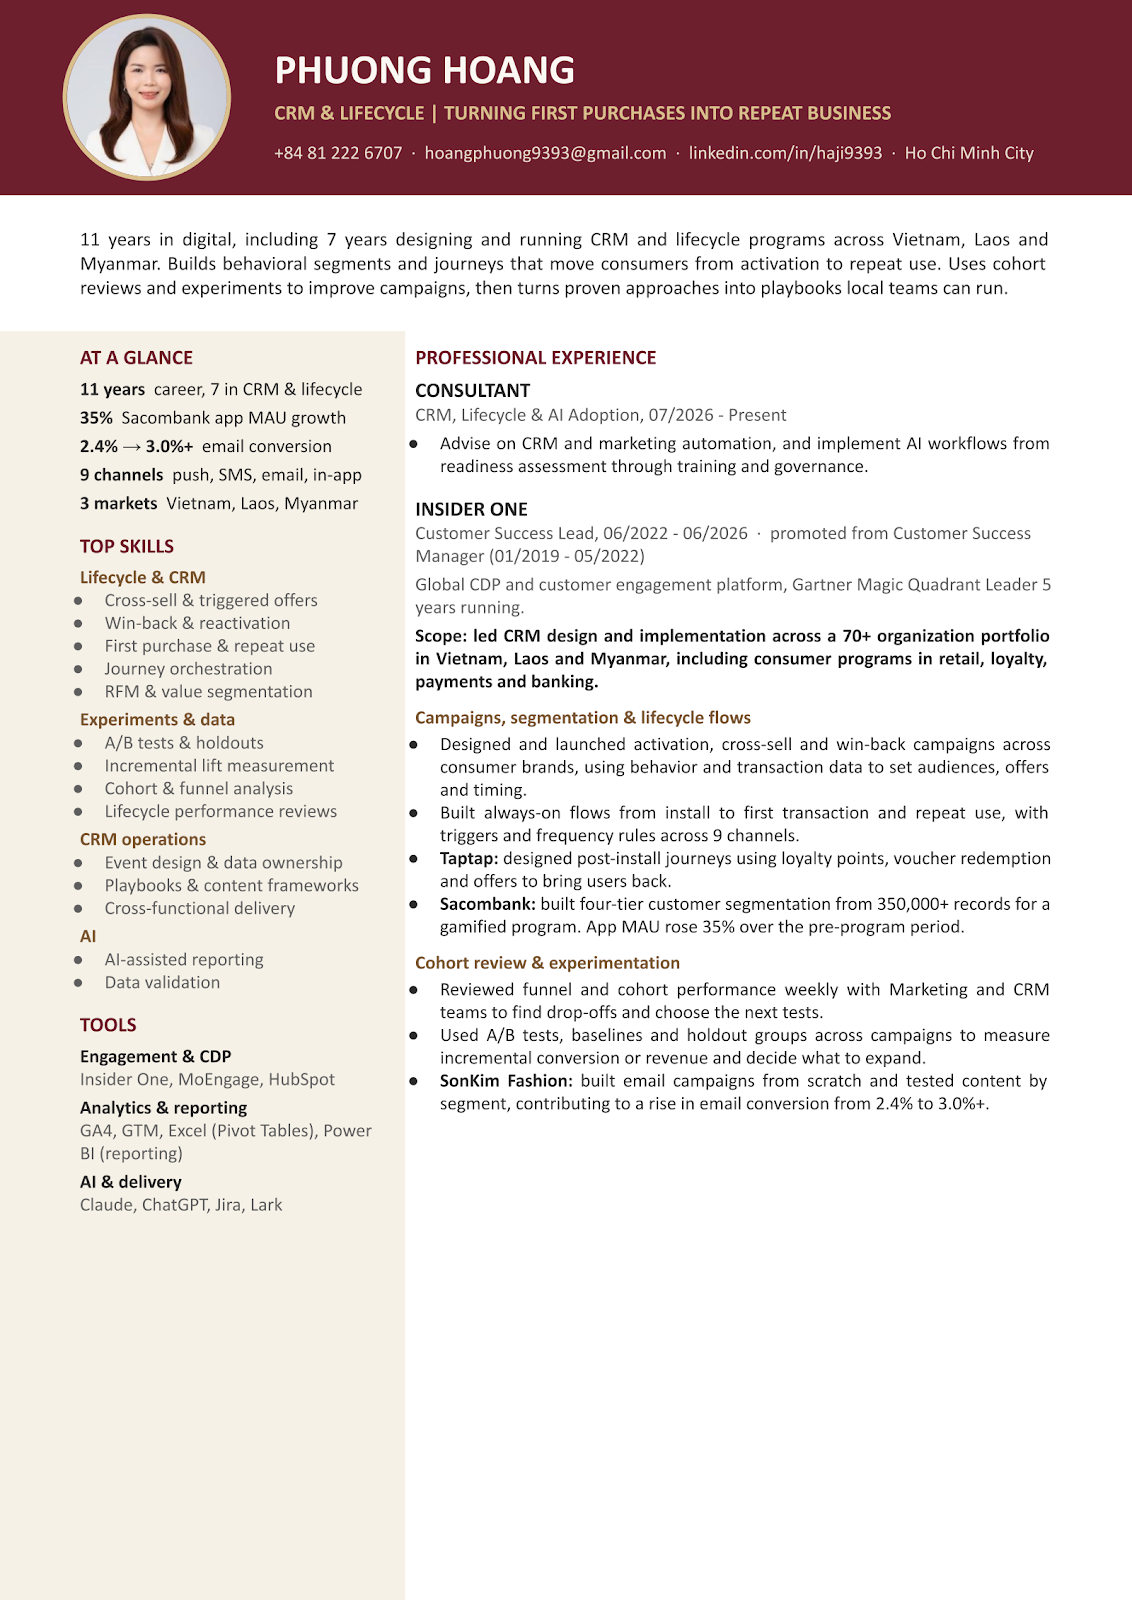 PHUONG HOANG
CRM & LIFECYCLE | TURNING FIRST PURCHASES INTO REPEAT BUSINESS
+84 81 222 6707 · hoangphuong9393@gmail.com · linkedin.com/in/haji9393 · Ho Chi Minh City
11 years in digital, including 7 years designing and running CRM and lifecycle programs across Vietnam, Laos and
Myanmar. Builds behavioral segments and journeys that move consumers from activation to repeat use. Uses cohort
reviews and experiments to improve campaigns, then turns proven approaches into playbooks local teams can run.
AT A GLANCE
11 years career, 7 in CRM & lifecycle
35% Sacombank app MAU growth
2.4% → 3.0%+ email conversion
9 channels push, SMS, email, in-app
3 markets Vietnam, Laos, Myanmar
TOP SKILLS
Lifecycle & CRM
● Cross-sell & triggered offers
● Win-back & reactivation
● First purchase & repeat use
● Journey orchestration
● RFM & value segmentation
Experiments & data
● A/B tests & holdouts
● Incremental lift measurement
● Cohort & funnel analysis
● Lifecycle performance reviews
CRM operations
● Event design & data ownership
● Playbooks & content frameworks
● Cross-functional delivery
AI
● AI-assisted reporting
● Data validation
TOOLS
Engagement & CDP
Insider One, MoEngage, HubSpot
Analytics & reporting
GA4, GTM, Excel (Pivot Tables), Power
BI (reporting)
AI & delivery
Claude, ChatGPT, Jira, Lark
PROFESSIONAL EXPERIENCE
CONSULTANT
CRM, Lifecycle & AI Adoption, 07/2026 - Present
● Advise on CRM and marketing automation, and implement AI workflows from
readiness assessment through training and governance.
INSIDER ONE
Customer Success Lead, 06/2022 - 06/2026 · promoted from Customer Success
Manager (01/2019 - 05/2022)
Global CDP and customer engagement platform, Gartner Magic Quadrant Leader 5
years running.
Scope: led CRM design and implementation across a 70+ organization portfolio
in Vietnam, Laos and Myanmar, including consumer programs in retail, loyalty,
payments and banking.
Campaigns, segmentation & lifecycle flows
● Designed and launched activation, cross-sell and win-back campaigns across
consumer brands, using behavior and transaction data to set audiences, offers
and timing.
● Built always-on flows from install to first transaction and repeat use, with
triggers and frequency rules across 9 channels.
● Taptap: designed post-install journeys using loyalty points, voucher redemption
and offers to bring users back.
● Sacombank: built four-tier customer segmentation from 350,000+ records for a
gamified program. App MAU rose 35% over the pre-program period.
Cohort review & experimentation
● Reviewed funnel and cohort performance weekly with Marketing and CRM
teams to find drop-offs and choose the next tests.
● Used A/B tests, baselines and holdout groups across campaigns to measure
incremental conversion or revenue and decide what to expand.
● SonKim Fashion: built email campaigns from scratch and tested content by
segment, contributing to a rise in email conversion from 2.4% to 3.0%+.